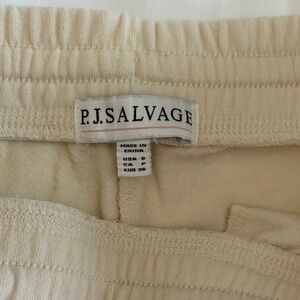 P.J.SALVAGE
MADE IN
CHINA
USA S
CA P
EUR 36